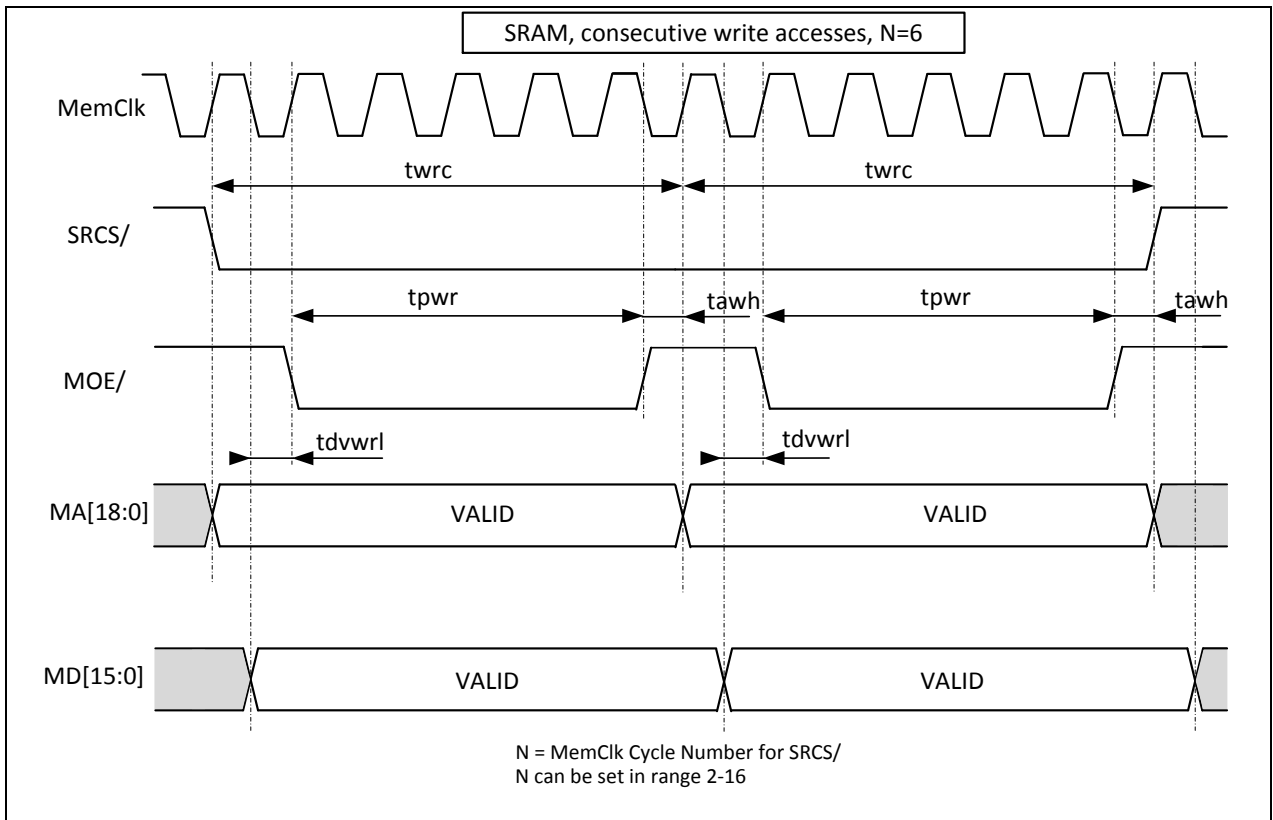 SRAM, consecutive write accesses, N=6
MemClk
twrc twrc
SRCS/
tpwr tawh tpwr tawh
MOE/
tdvwrl tdvwrl
MA[18:0] VALID VALID
MD[15:0] VALID VALID
N = MemClk Cycle Number for SRCS/
N can be set in range 2-16